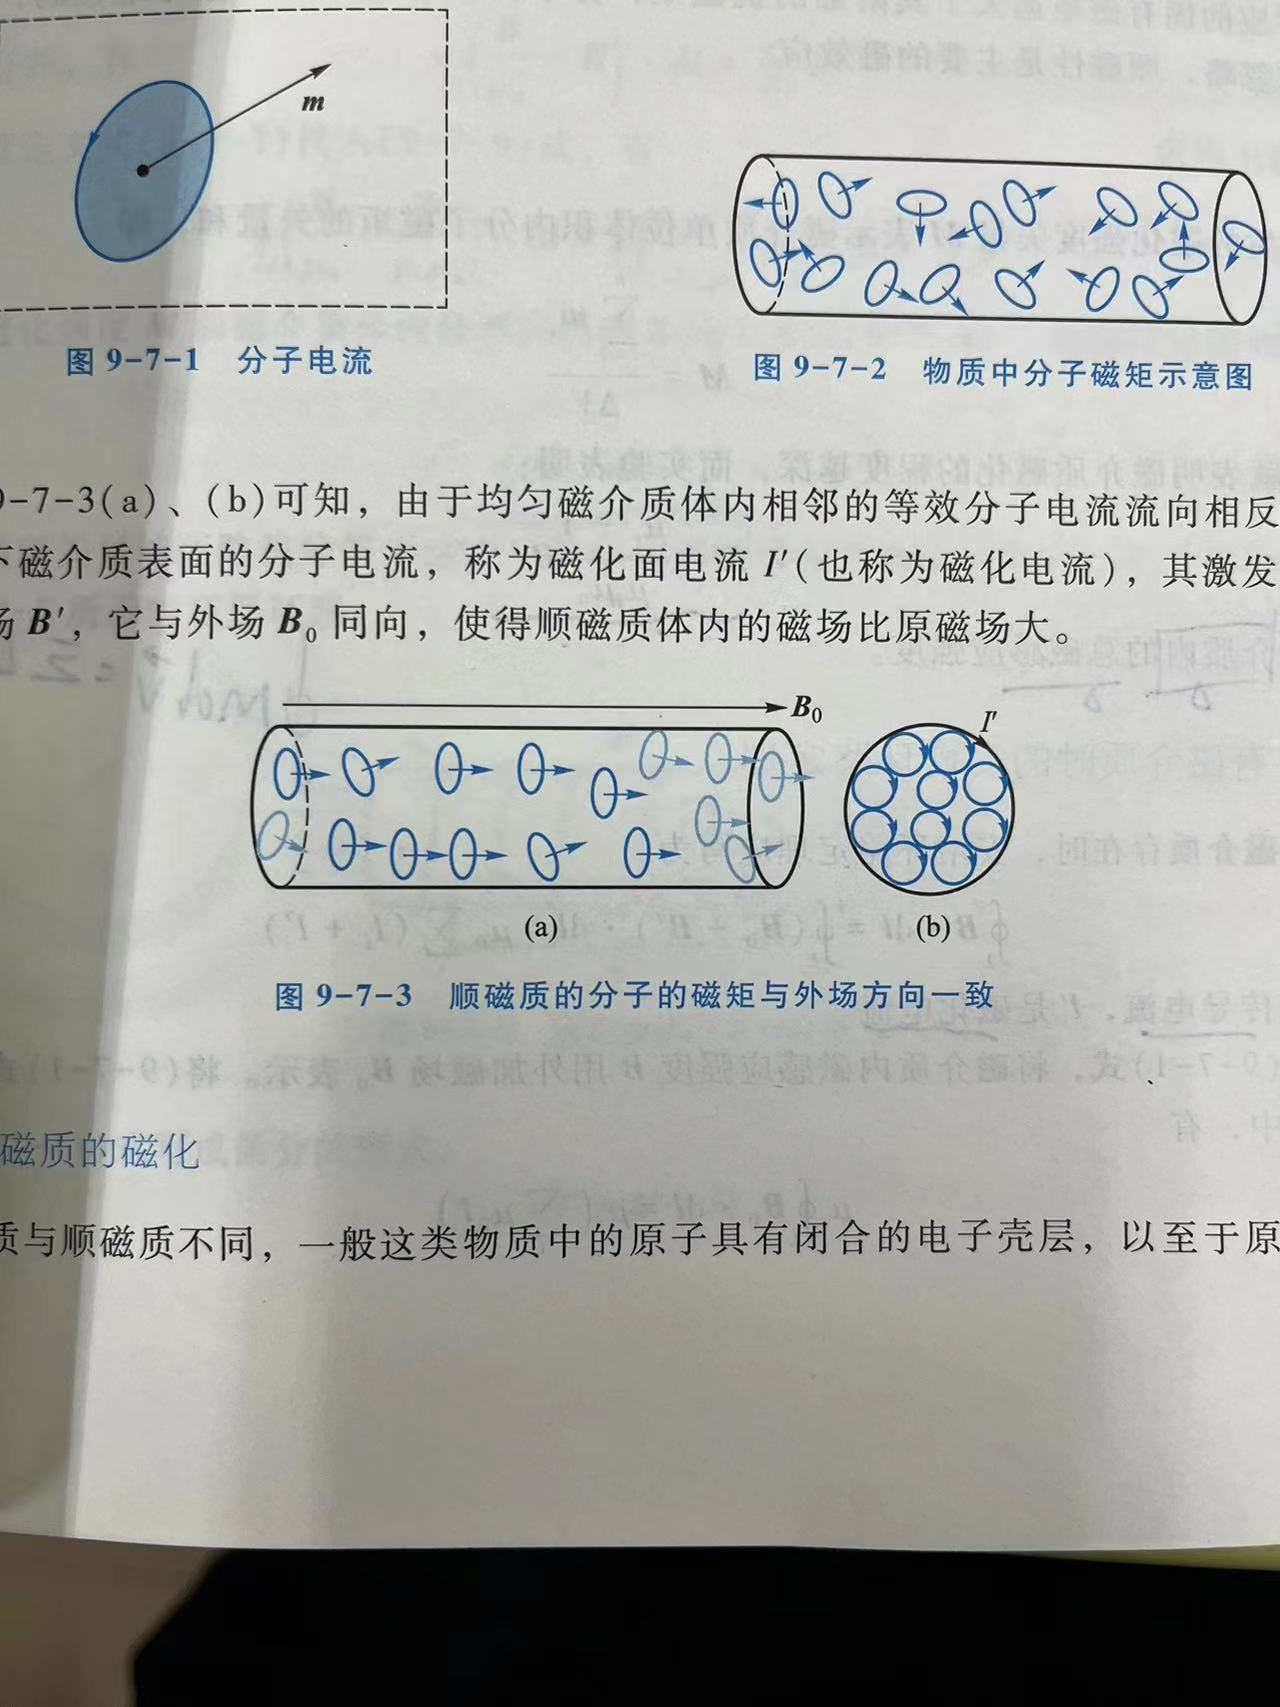 m
图 9-7-1 分子电流
图 9-7-2 物质中分子磁矩示意图
9-7-3(a)、(b)可知，由于均匀磁介质体内相邻的等效分子电流流向相反
下磁介质表面的分子电流，称为磁化面电流 I′(也称为磁化电流)，其激发
场 B′，它与外场 B₀ 同向，使得顺磁质体内的磁场比原磁场大。
B₀
I′
(a)
(b)
图 9-7-3 顺磁质的分子的磁矩与外场方向一致
磁质的磁化
质与顺磁质不同，一般这类物质中的原子具有闭合的电子壳层，以至于原